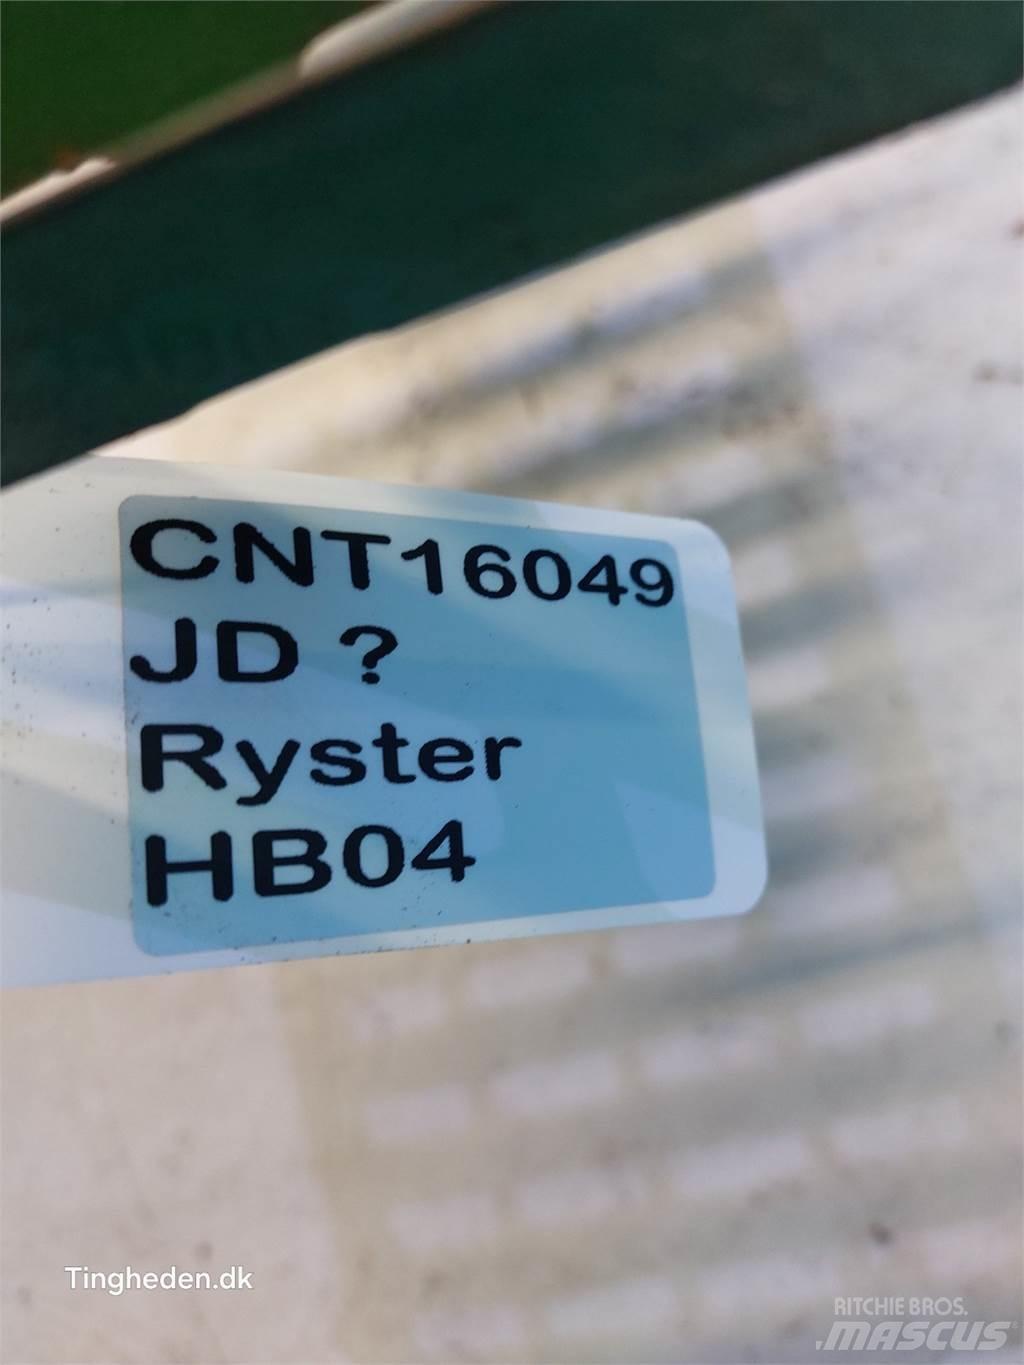 CNT16049
JD ?
Ryster
HB04
Tingheden.dk
RITCHIE BROS.
MASCUS